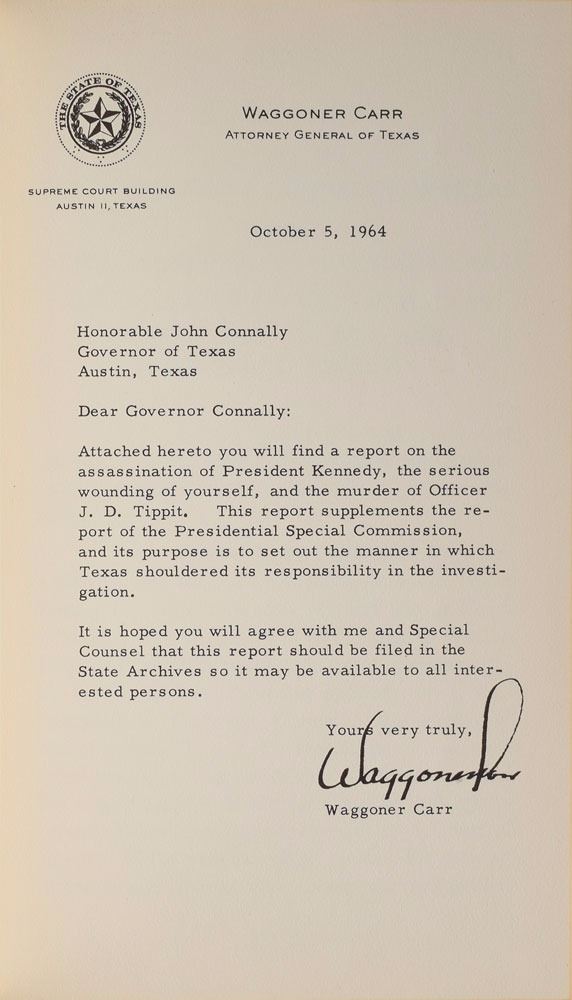 THE STATE OF TEXAS
WAGGONER CARR
ATTORNEY GENERAL OF TEXAS
SUPREME COURT BUILDING
AUSTIN 11, TEXAS
October 5, 1964
Honorable John Connally
Governor of Texas
Austin, Texas
Dear Governor Connally:
Attached hereto you will find a report on the
assassination of President Kennedy, the serious
wounding of yourself, and the murder of Officer
J. D. Tippit. This report supplements the re-
port of the Presidential Special Commission,
and its purpose is to set out the manner in which
Texas shouldered its responsibility in the investi-
gation.
It is hoped you will agree with me and Special
Counsel that this report should be filed in the
State Archives so it may be available to all inter-
ested persons.
Yours very truly,
Waggoner Carr
Waggoner Carr